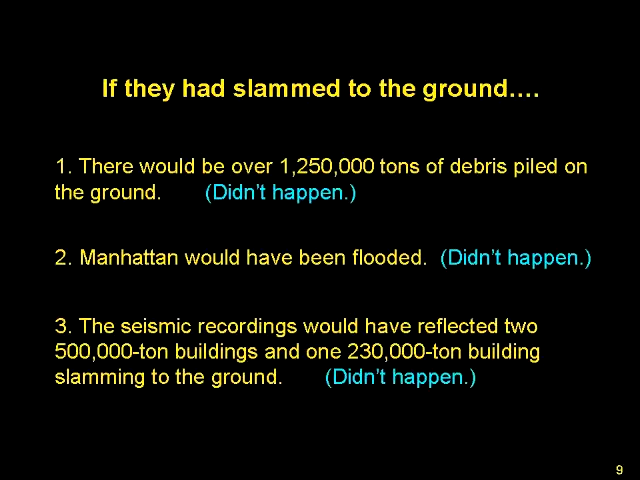 If they had slammed to the ground….
1. There would be over 1,250,000 tons of debris piled on
the ground. (Didn't happen.)
2. Manhattan would have been flooded. (Didn't happen.)
3. The seismic recordings would have reflected two
500,000-ton buildings and one 230,000-ton building
slamming to the ground. (Didn't happen.)
9